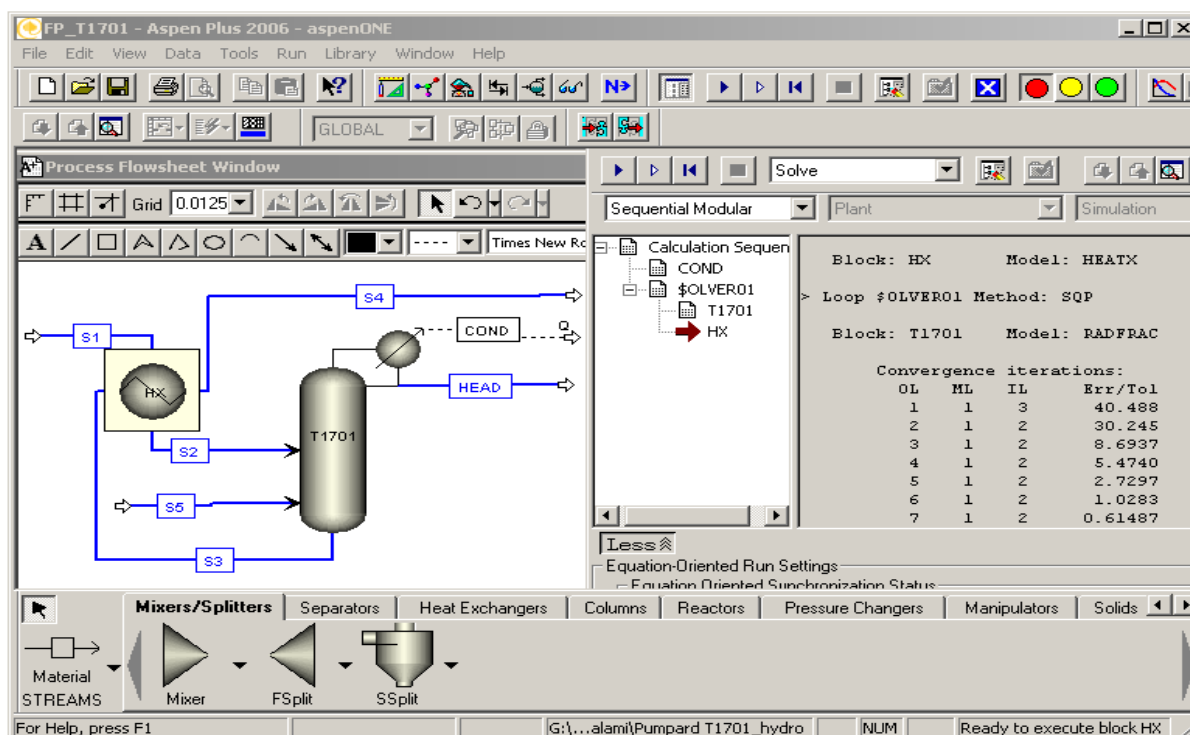 FP_T1701 - Aspen Plus 2006 - aspenONE
File Edit View Data Tools Run Library Window Help
N>
GLOBAL
Process Flowsheet Window
Solve
Grid 0.0125
Sequential Modular Plant Simulation
A Times New Ro
Calculation Sequen
COND
$OLVER01
T1701
HX
Block: HX Model: HEATX
> Loop $OLVER01 Method: SQP
Block: T1701 Model: RADFRAC
Convergence iterations:
OL ML IL Err/Tol
1 1 3 40.488
2 1 2 30.245
3 1 2 8.6937
4 1 2 5.4740
5 1 2 2.7297
6 1 2 1.0283
7 1 2 0.61487
S4
S1
COND
Q
HX
HEAD
T1701
S2
S5
S3
Less
Equation-Oriented Run Settings
Equation Oriented Synchronization Status
Mixers/Splitters Separators Heat Exchangers Columns Reactors Pressure Changers Manipulators Solids
Material
STREAMS Mixer FSplit SSplit
For Help, press F1 G:\...alami\Pumpard T1701_hydro NUM Ready to execute block HX